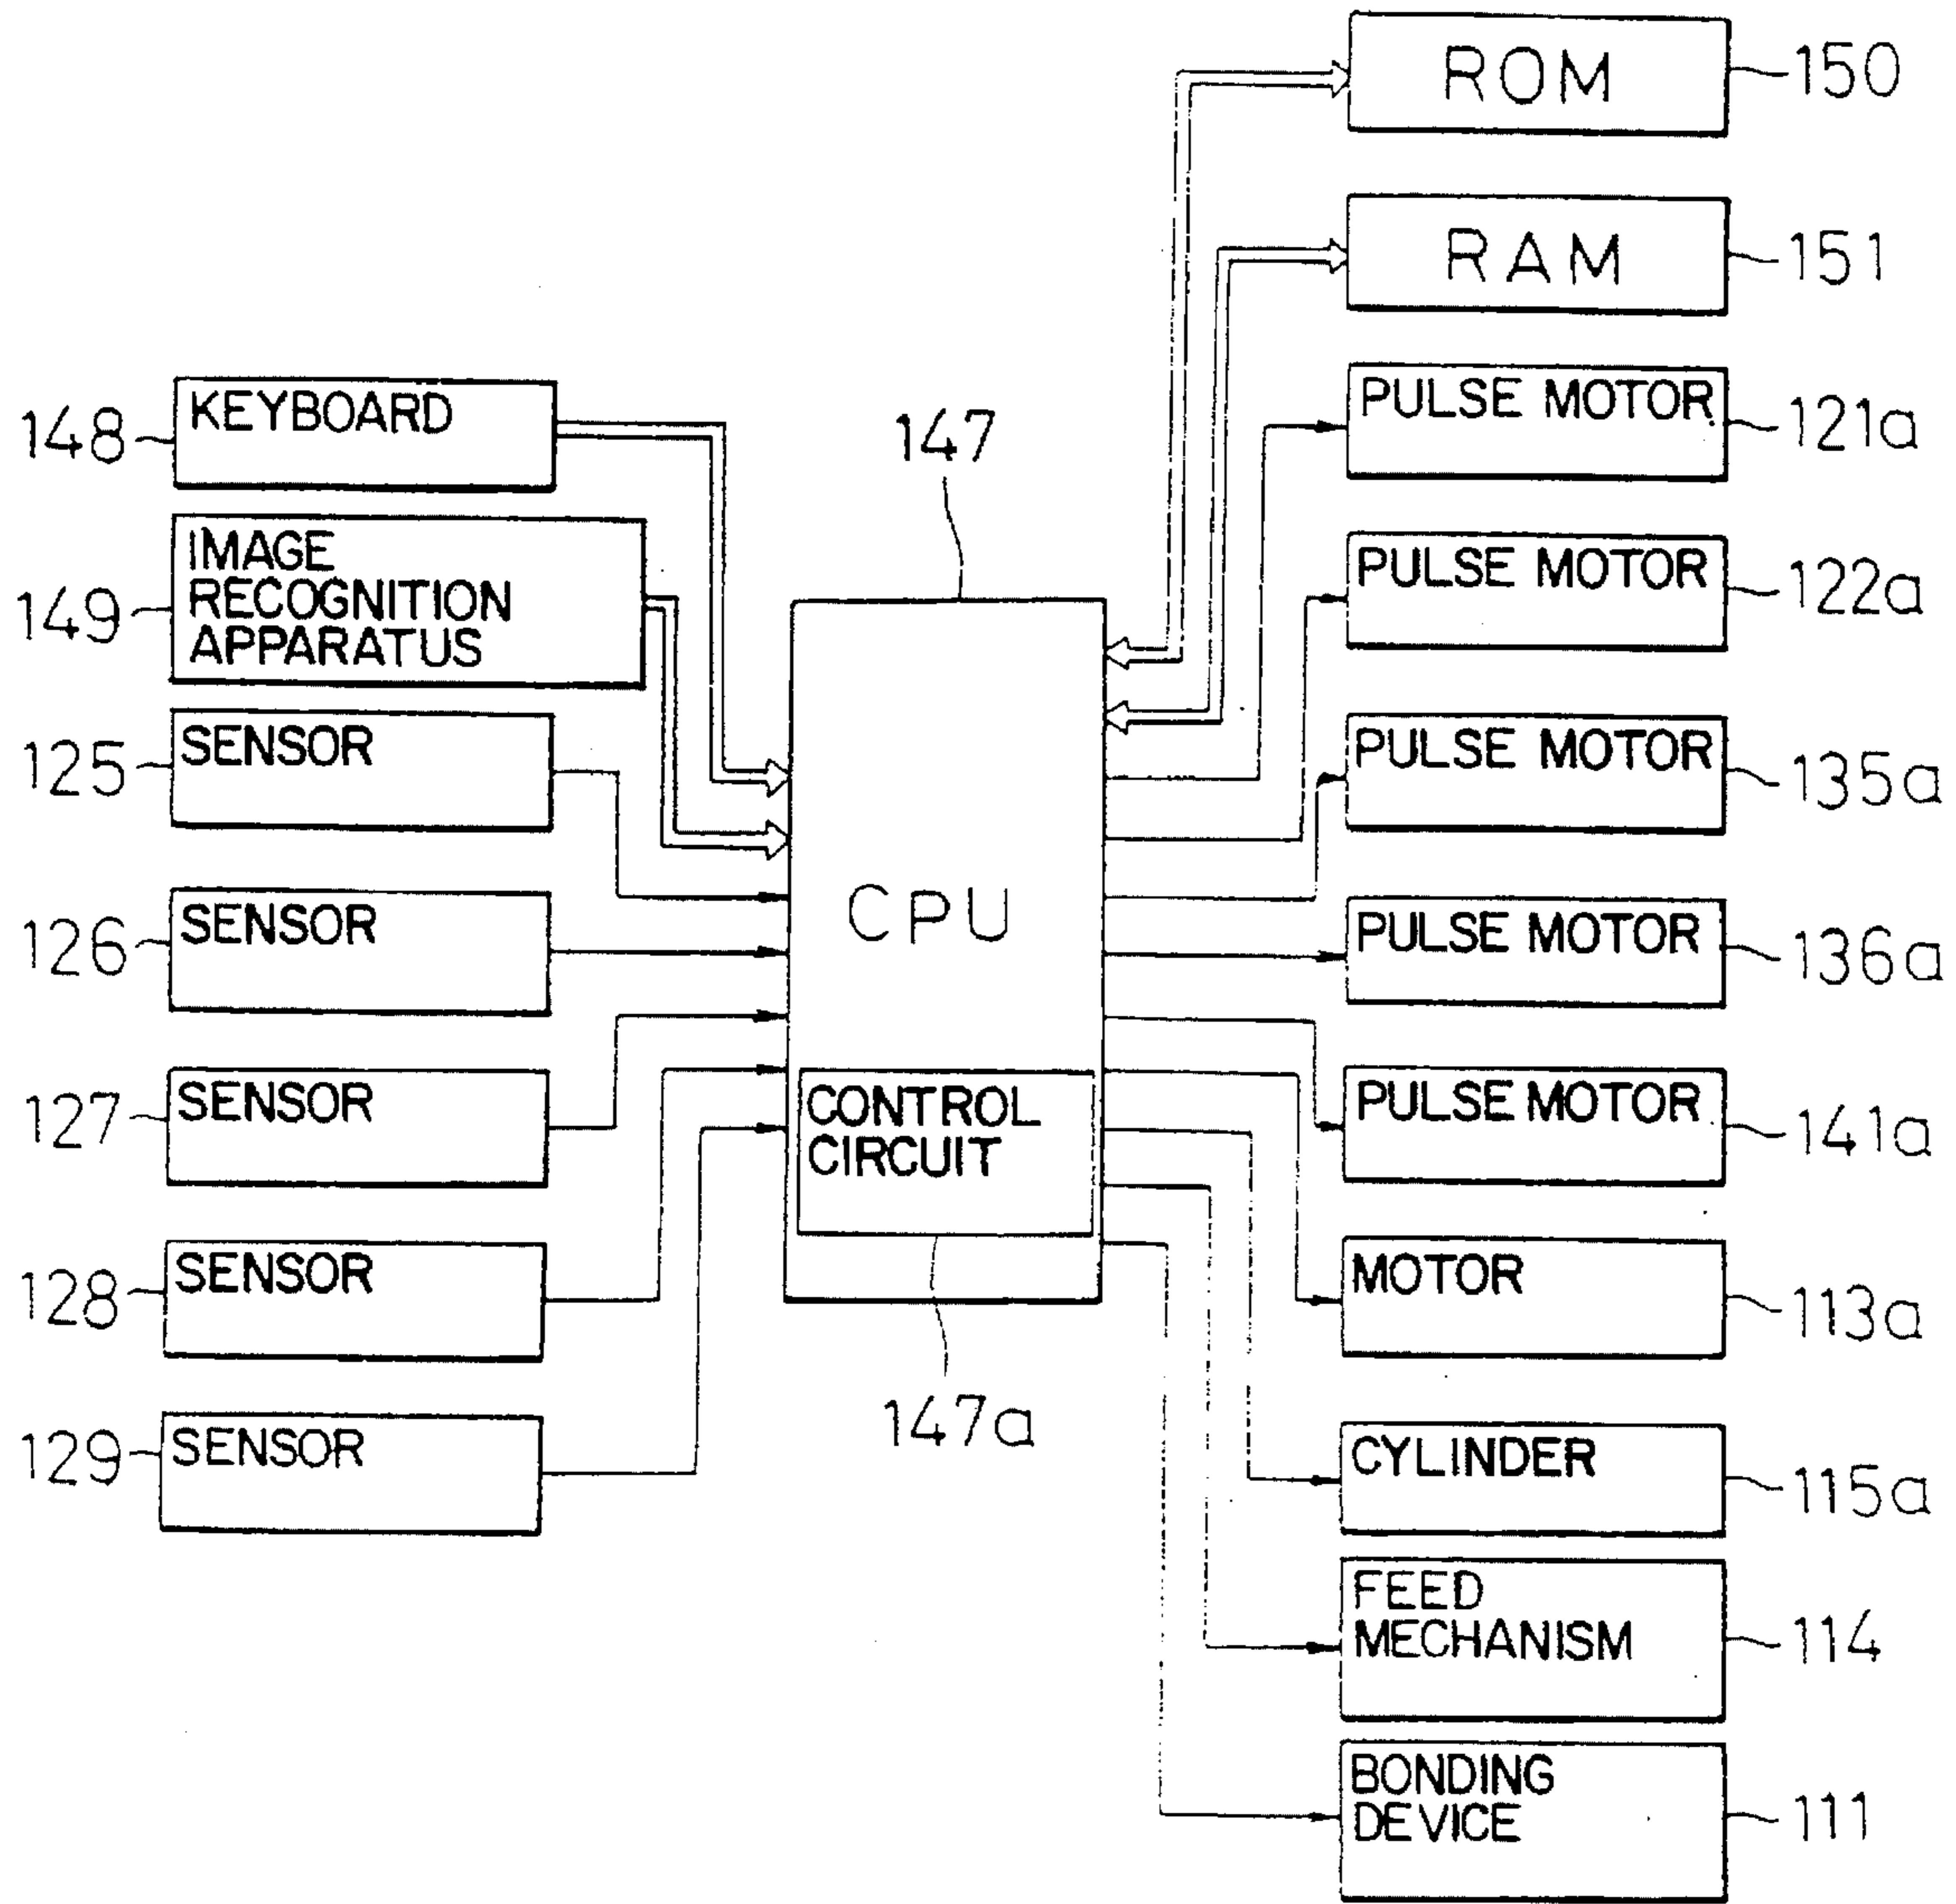 ROM
150
RAM
151
KEYBOARD
148
PULSE MOTOR
121a
147
IMAGE
RECOGNITION
APPARATUS
149
PULSE MOTOR
122a
SENSOR
125
PULSE MOTOR
135a
CPU
SENSOR
126
PULSE MOTOR
136a
SENSOR
127
CONTROL
CIRCUIT
PULSE MOTOR
141a
SENSOR
128
MOTOR
113a
147a
SENSOR
129
CYLINDER
115a
FEED
MECHANISM
114
BONDING
DEVICE
111